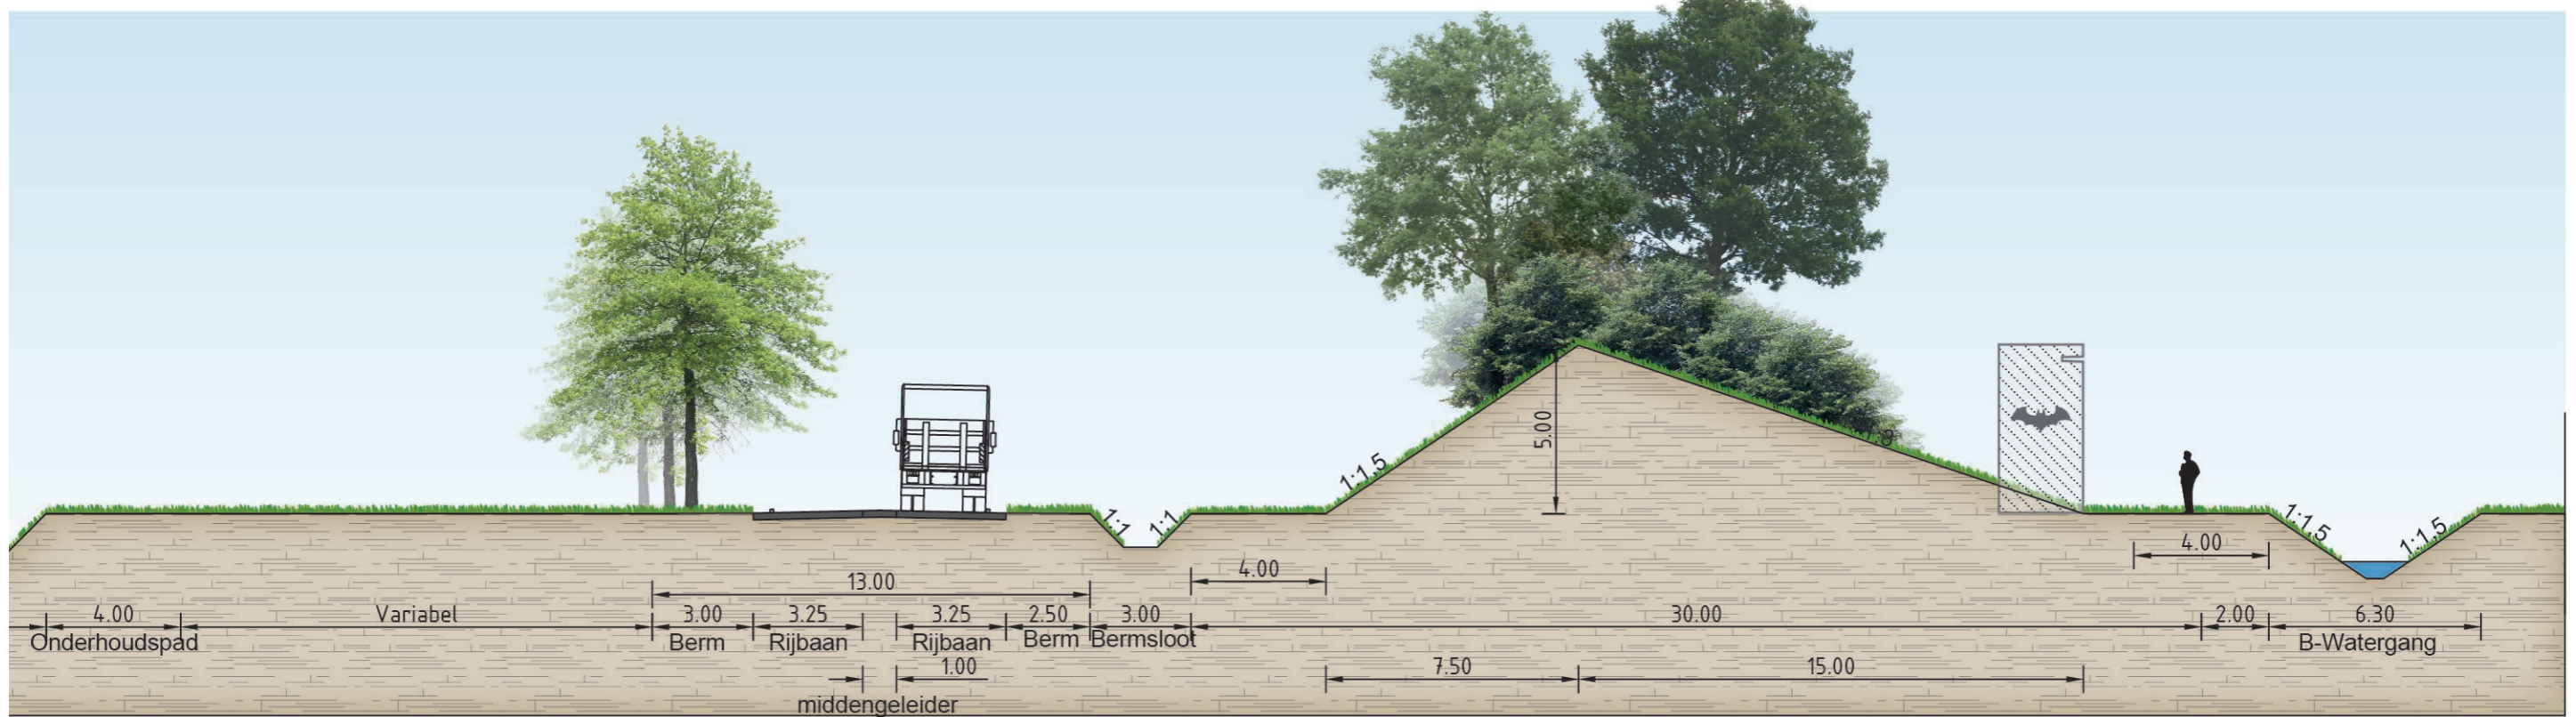 5.00
1:1,5
1:3
1:1
1:1
1:1,5
1:1,5
4.00
13.00
4.00
4.00
Variabel
3.00
3.25
3.25
2.50
3.00
30.00
2.00
6.30
Onderhoudspad
Berm
Rijbaan
Rijbaan
Berm
Bermsloot
B-Watergang
1.00
7.50
15.00
middengeleider